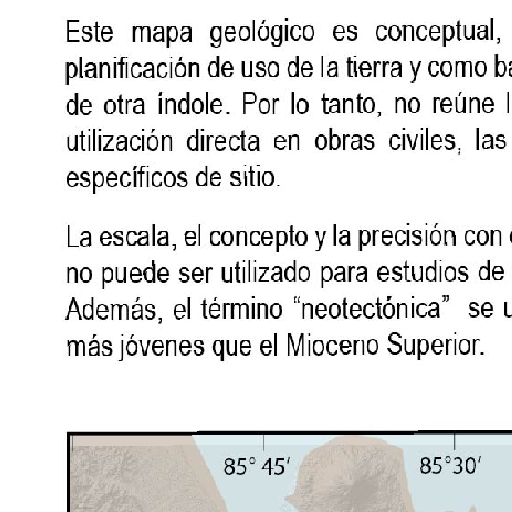 Este mapa geológico es conceptual,
planificación de uso de la tierra y como
de otra índole. Por lo tanto, no reúne
utilización directa en obras civiles, las
específicos de sitio.
La escala, el concepto y la precisión con
no puede ser utilizado para estudios de
Además, el término “neotectónica” se
más jóvenes que el Mioceno Superior.
85° 45′ 85°30′